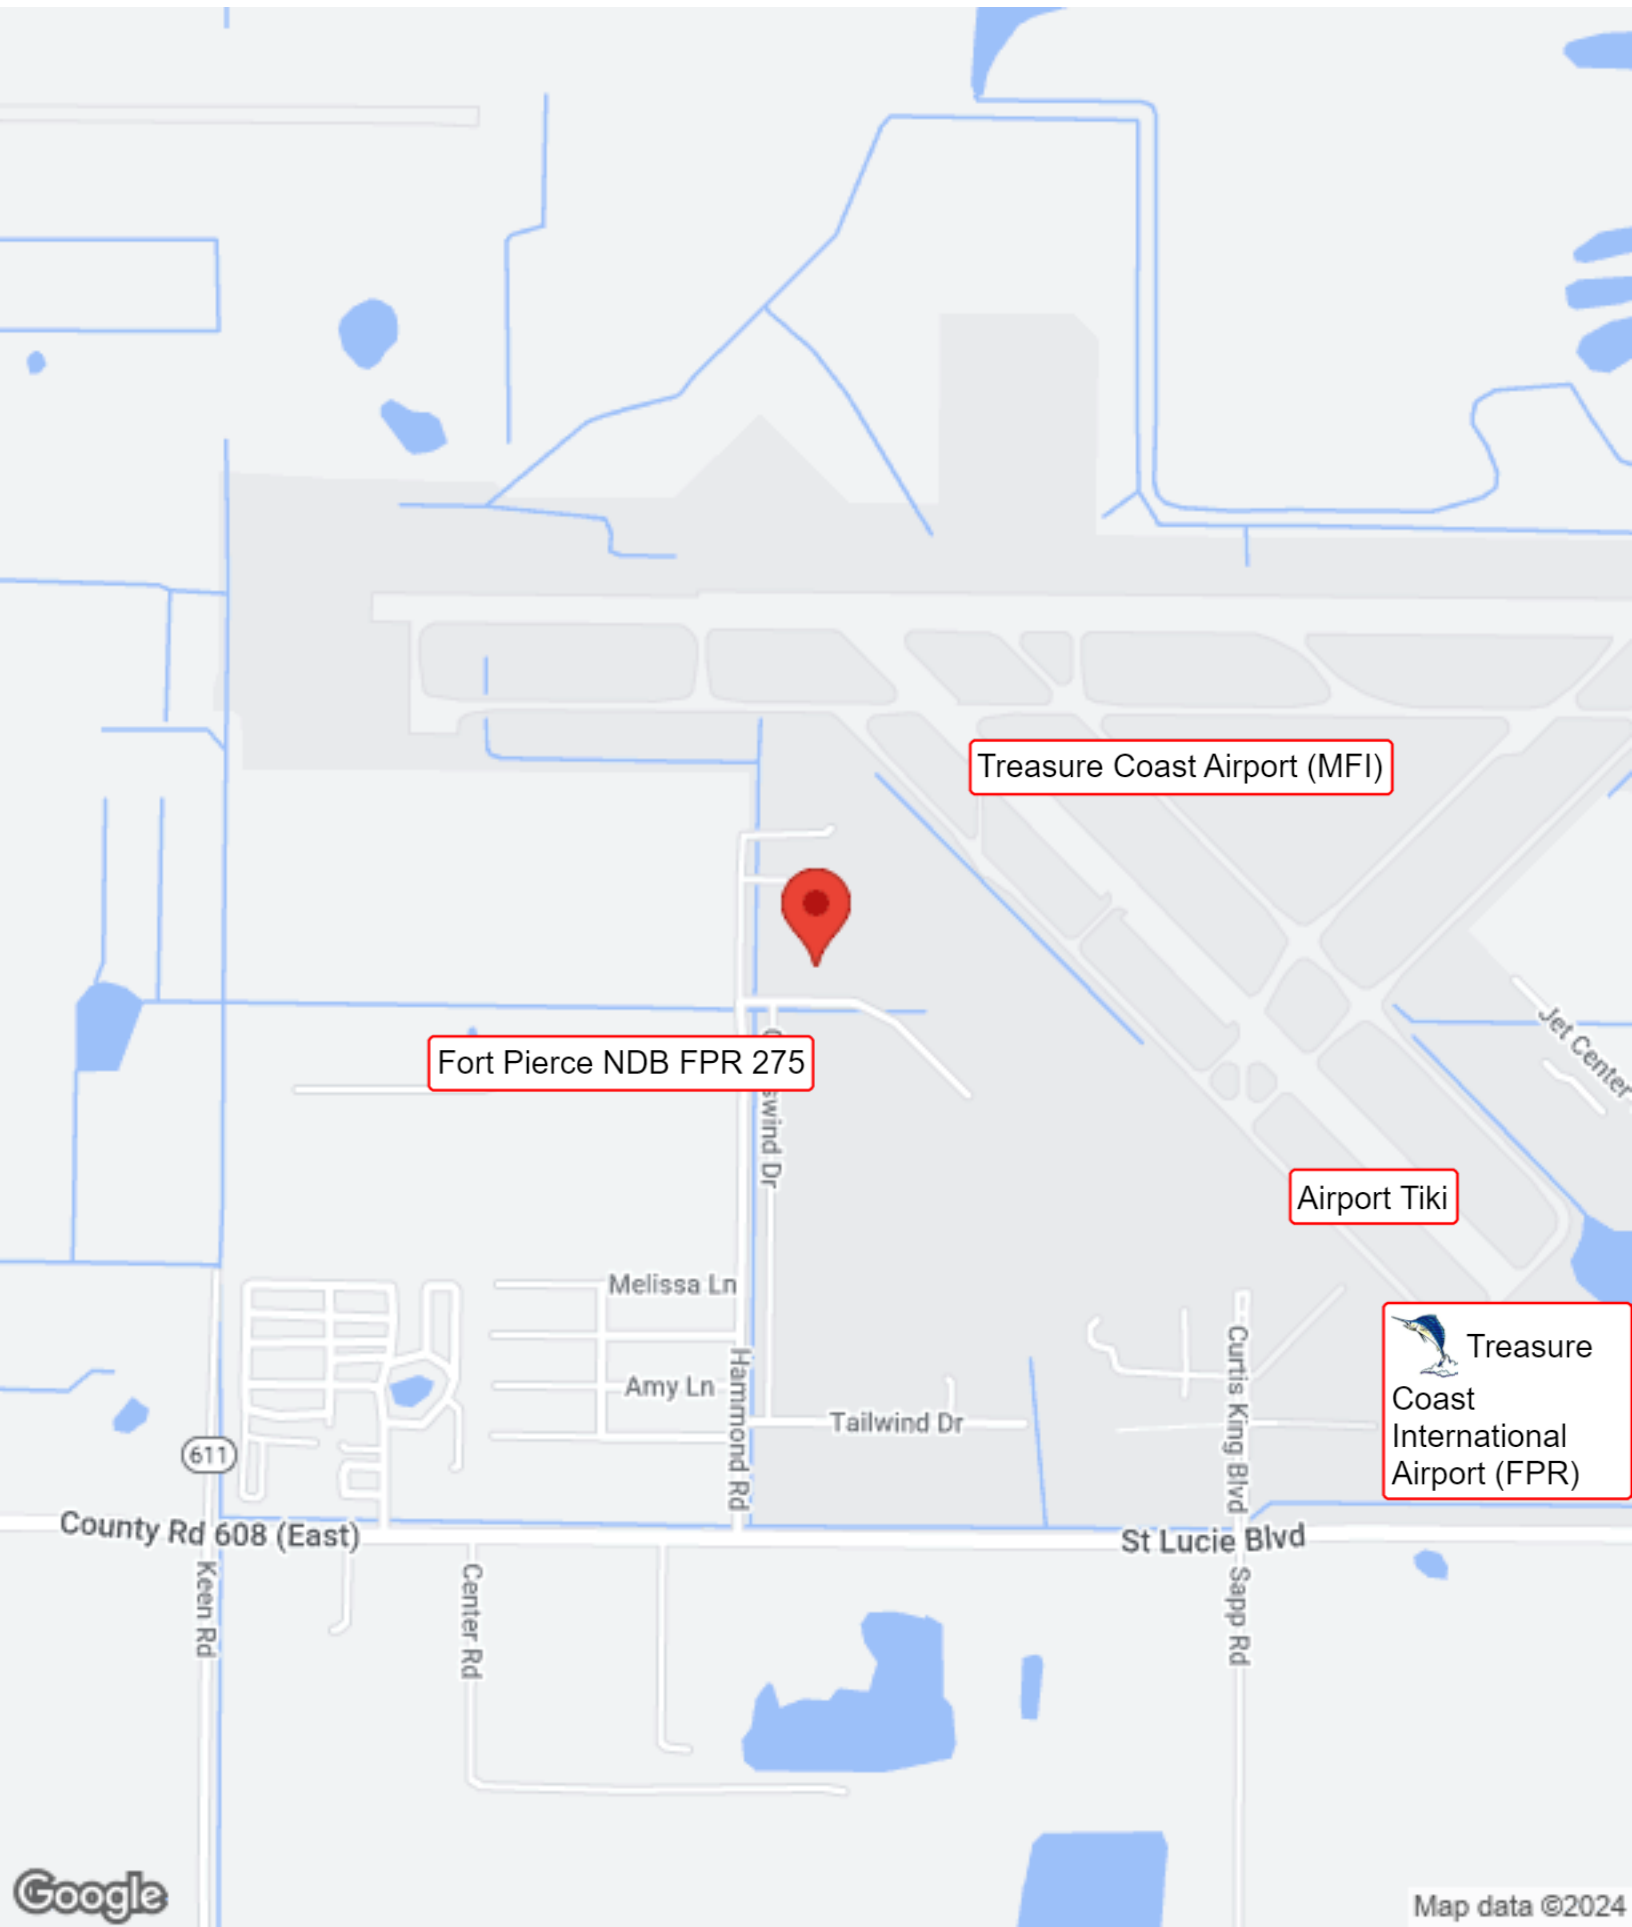 Treasure Coast Airport (MFI)
Jet Center
Fort Pierce NDB FPR 275
swind Dr
Airport Tiki
Melissa Ln
Treasure
Coast
International
Airport (FPR)
Amy Ln
Hammond Rd
Tailwind Dr
Curtis King Blvd
611
County Rd 608 (East)
St Lucie Blvd
Keen Rd
Center Rd
Sapp Rd
Google
Map data ©2024